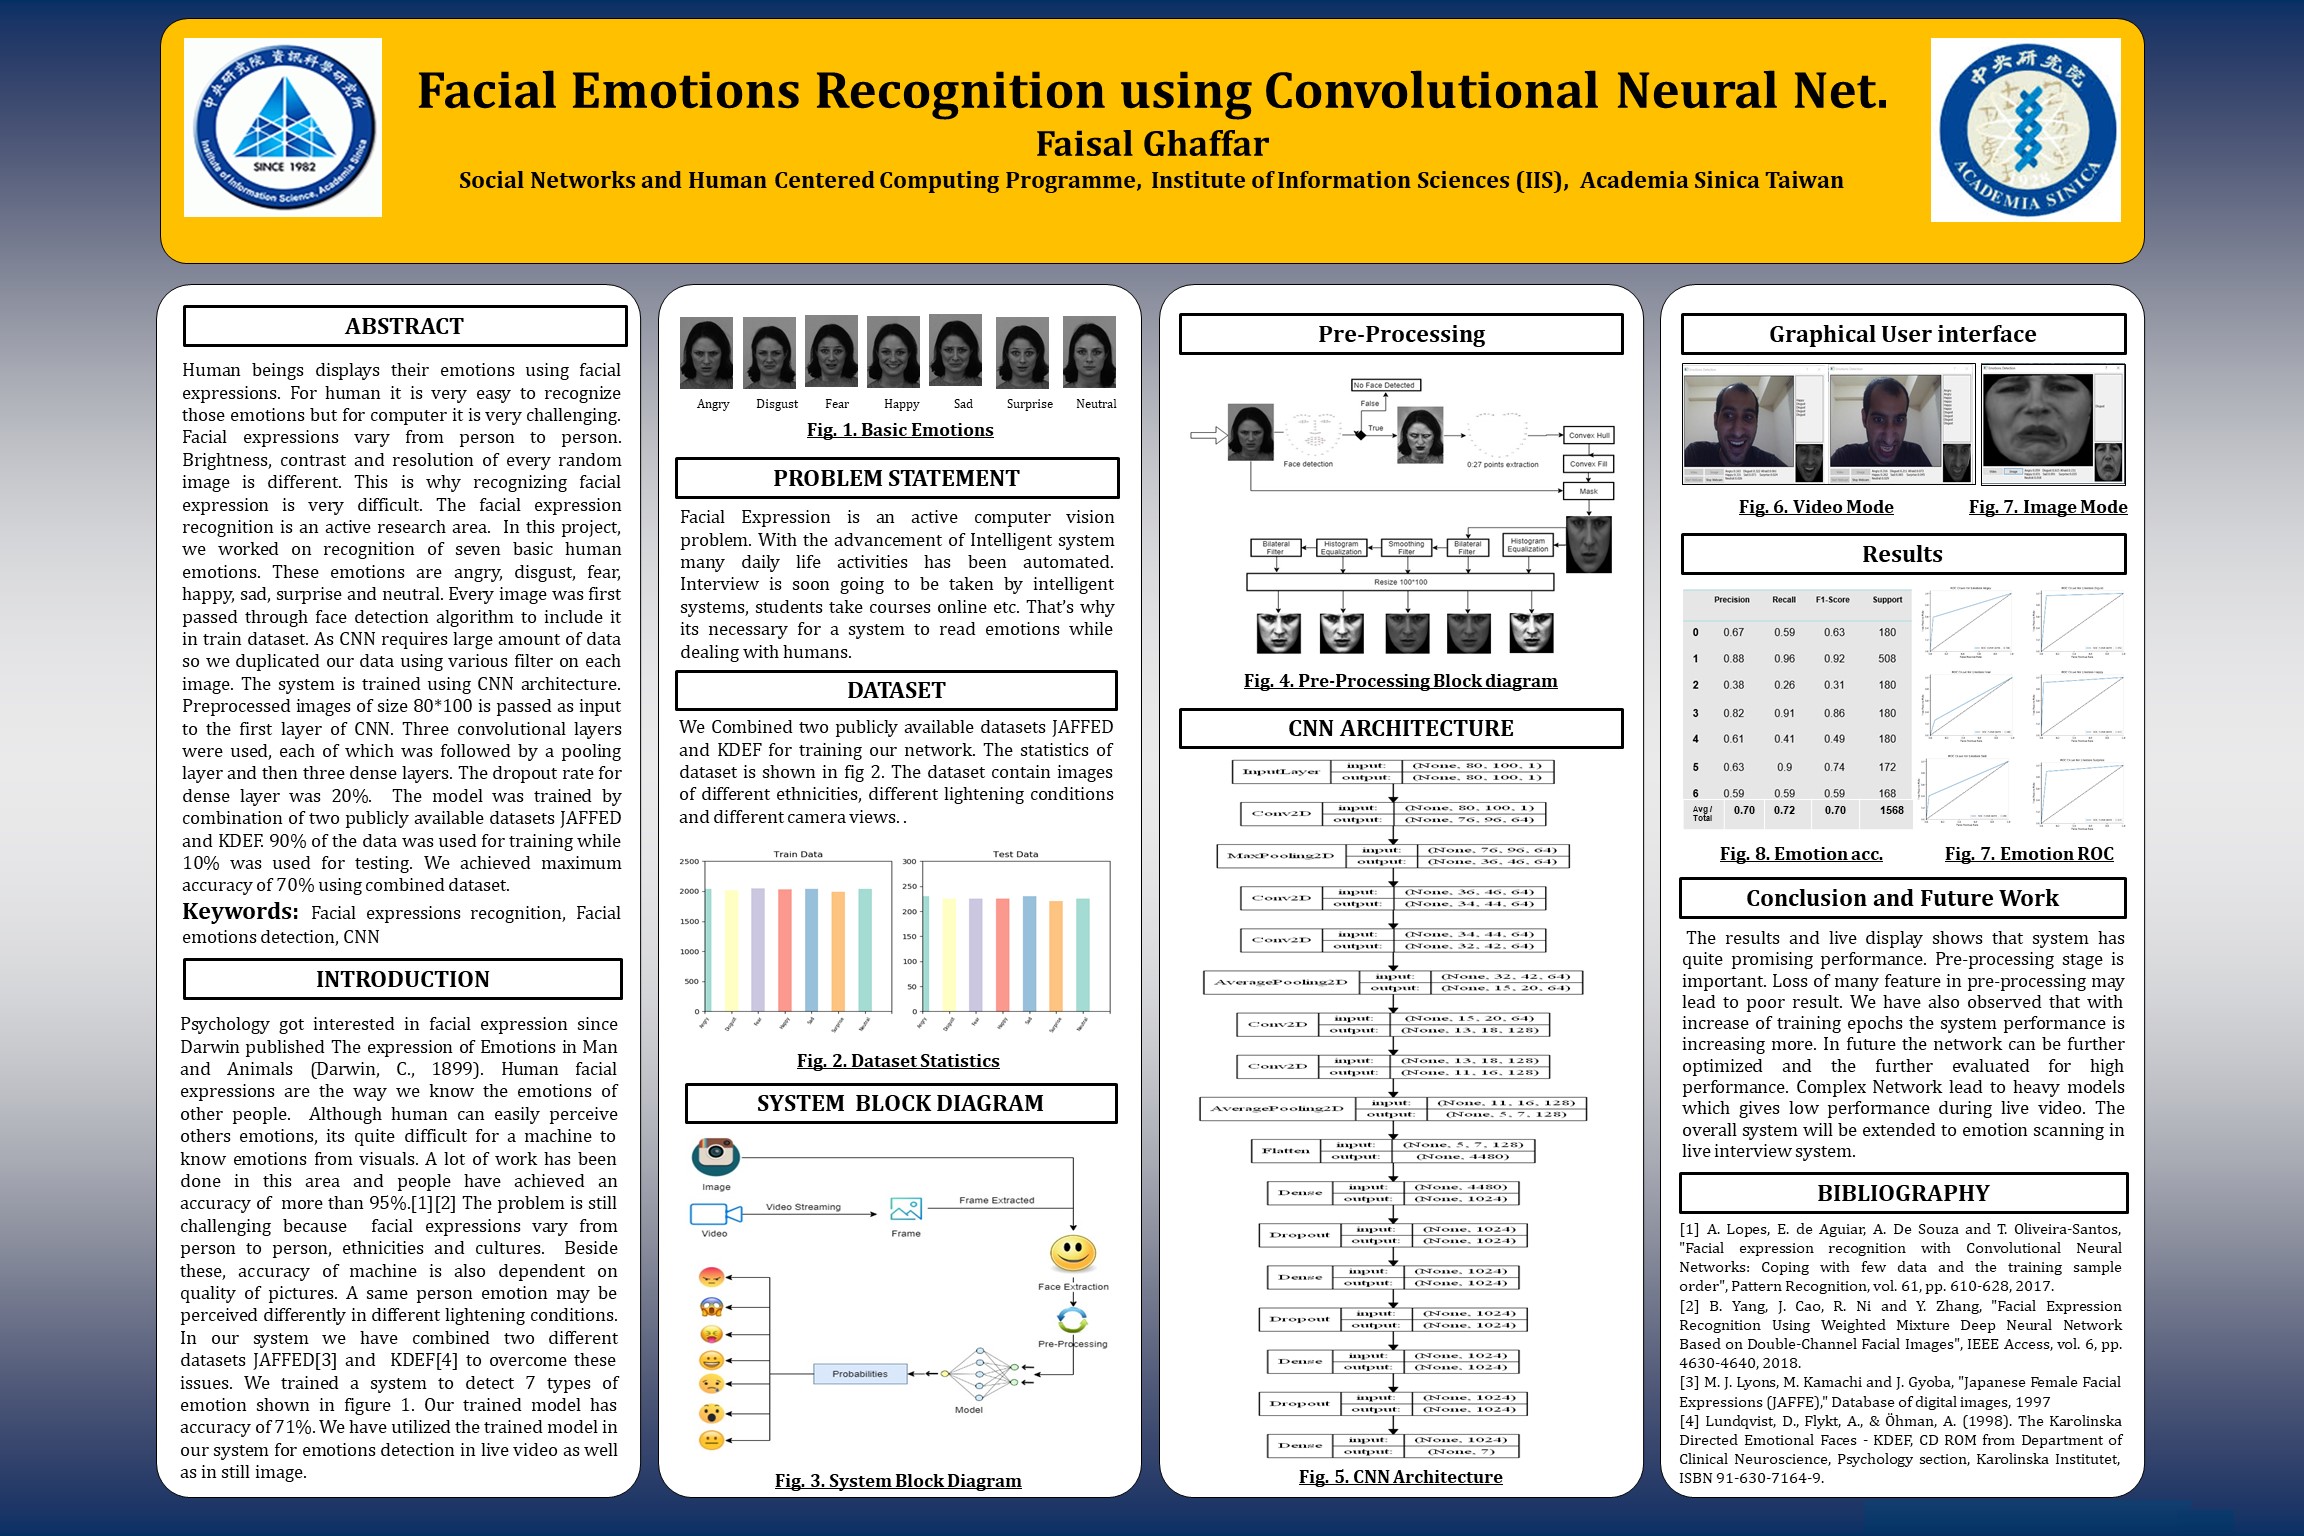 中央研究院 資訊科學研究所
SINCE 1982
Institute of Information Science, Academia Sinica
Facial Emotions Recognition using Convolutional Neural Net.
Faisal Ghaffar
Social Networks and Human Centered Computing Programme, Institute of Information Sciences (IIS), Academia Sinica Taiwan
中央研究院
1928
ACADEMIA SINICA
ABSTRACT
Human beings displays their emotions using facial
expressions. For human it is very easy to recognize
those emotions but for computer it is very challenging.
Facial expressions vary from person to person.
Brightness, contrast and resolution of every random
image is different. This is why recognizing facial
expression is very difficult. The facial expression
recognition is an active research area. In this project,
we worked on recognition of seven basic human
emotions. These emotions are angry, disgust, fear,
happy, sad, surprise and neutral. Every image was first
passed through face detection algorithm to include it
in train dataset. As CNN requires large amount of data
so we duplicated our data using various filter on each
image. The system is trained using CNN architecture.
Preprocessed images of size 80*100 is passed as input
to the first layer of CNN. Three convolutional layers
were used, each of which was followed by a pooling
layer and then three dense layers. The dropout rate for
dense layer was 20%. The model was trained by
combination of two publicly available datasets JAFFED
and KDEF. 90% of the data was used for training while
10% was used for testing. We achieved maximum
accuracy of 70% using combined dataset.
Keywords: Facial expressions recognition, Facial
emotions detection, CNN
INTRODUCTION
Psychology got interested in facial expression since
Darwin published The expression of Emotions in Man
and Animals (Darwin, C., 1899). Human facial
expressions are the way we know the emotions of
other people. Although human can easily perceive
others emotions, its quite difficult for a machine to
know emotions from visuals. A lot of work has been
done in this area and people have achieved an
accuracy of more than 95%.[1][2] The problem is still
challenging because facial expressions vary from
person to person, ethnicities and cultures. Beside
these, accuracy of machine is also dependent on
quality of pictures. A same person emotion may be
perceived differently in different lightening conditions.
In our system we have combined two different
datasets JAFFED[3] and KDEF[4] to overcome these
issues. We trained a system to detect 7 types of
emotion shown in figure 1. Our trained model has
accuracy of 71%. We have utilized the trained model in
our system for emotions detection in live video as well
as in still image.
Angry Disgust Fear Happy Sad Surprise Neutral
Fig. 1. Basic Emotions
PROBLEM STATEMENT
Facial Expression is an active computer vision
problem. With the advancement of Intelligent system
many daily life activities has been automated.
Interview is soon going to be taken by intelligent
systems, students take courses online etc. That's why
its necessary for a system to read emotions while
dealing with humans.
DATASET
We Combined two publicly available datasets JAFFED
and KDEF for training our network. The statistics of
dataset is shown in fig 2. The dataset contain images
of different ethnicities, different lightening conditions
and different camera views. .
Train Data
2500
2000
1500
1000
500
0
Angry Disgust Fear Happy Sad Surprise Neutral
Test Data
300
250
200
150
100
50
0
Angry Disgust Fear Happy Sad Surprise Neutral
Fig. 2. Dataset Statistics
SYSTEM BLOCK DIAGRAM
Image
Video Streaming
Frame Extracted
Video
Frame
Face Extraction
Pre-Processing
Probabilities
Model
Fig. 3. System Block Diagram
Pre-Processing
No Face Detected
False
True
Face detection
0:27 points extraction
Convex Hull
Convex Fill
Mask
Bilateral Filter
Histogram Equalization
Smoothing Filter
Bilateral Filter
Histogram Equalization
Resize 100*100
Fig. 4. Pre-Processing Block diagram
CNN ARCHITECTURE
InputLayer input: (None, 80, 100, 1)
output: (None, 80, 100, 1)
Conv2D input: (None, 80, 100, 1)
output: (None, 76, 96, 64)
MaxPooling2D input: (None, 76, 96, 64)
output: (None, 36, 46, 64)
Conv2D input: (None, 36, 46, 64)
output: (None, 34, 44, 64)
Conv2D input: (None, 34, 44, 64)
output: (None, 32, 42, 64)
AveragePooling2D input: (None, 32, 42, 64)
output: (None, 15, 20, 64)
Conv2D input: (None, 15, 20, 64)
output: (None, 13, 18, 128)
Conv2D input: (None, 13, 18, 128)
output: (None, 11, 16, 128)
AveragePooling2D input: (None, 11, 16, 128)
output: (None, 5, 7, 128)
Flatten input: (None, 5, 7, 128)
output: (None, 4480)
Dense input: (None, 4480)
output: (None, 1024)
Dropout input: (None, 1024)
output: (None, 1024)
Dense input: (None, 1024)
output: (None, 1024)
Dropout input: (None, 1024)
output: (None, 1024)
Dense input: (None, 1024)
output: (None, 1024)
Dropout input: (None, 1024)
output: (None, 1024)
Dense input: (None, 1024)
output: (None, 7)
Fig. 5. CNN Architecture
Graphical User interface
Fig. 6. Video Mode
Fig. 7. Image Mode
Results
Precision Recall F1-Score Support
0 0.67 0.59 0.63 180
1 0.88 0.96 0.92 508
2 0.38 0.26 0.31 180
3 0.82 0.91 0.86 180
4 0.61 0.41 0.49 180
5 0.63 0.9 0.74 172
6 0.59 0.59 0.59 168
Avg / Total 0.70 0.72 0.70 1568
Fig. 8. Emotion acc.
Fig. 7. Emotion ROC
Conclusion and Future Work
The results and live display shows that system has
quite promising performance. Pre-processing stage is
important. Loss of many feature in pre-processing may
lead to poor result. We have also observed that with
increase of training epochs the system performance is
increasing more. In future the network can be further
optimized and the further evaluated for high
performance. Complex Network lead to heavy models
which gives low performance during live video. The
overall system will be extended to emotion scanning in
live interview system.
BIBLIOGRAPHY
[1] A. Lopes, E. de Aguiar, A. De Souza and T. Oliveira-Santos,
"Facial expression recognition with Convolutional Neural
Networks: Coping with few data and the training sample
order", Pattern Recognition, vol. 61, pp. 610-628, 2017.
[2] B. Yang, J. Cao, R. Ni and Y. Zhang, "Facial Expression
Recognition Using Weighted Mixture Deep Neural Network
Based on Double-Channel Facial Images", IEEE Access, vol. 6, pp.
4630-4640, 2018.
[3] M. J. Lyons, M. Kamachi and J. Gyoba, "Japanese Female Facial
Expressions (JAFFE)," Database of digital images, 1997
[4] Lundqvist, D., Flykt, A., & Öhman, A. (1998). The Karolinska
Directed Emotional Faces - KDEF, CD ROM from Department of
Clinical Neuroscience, Psychology section, Karolinska Institutet,
ISBN 91-630-7164-9.